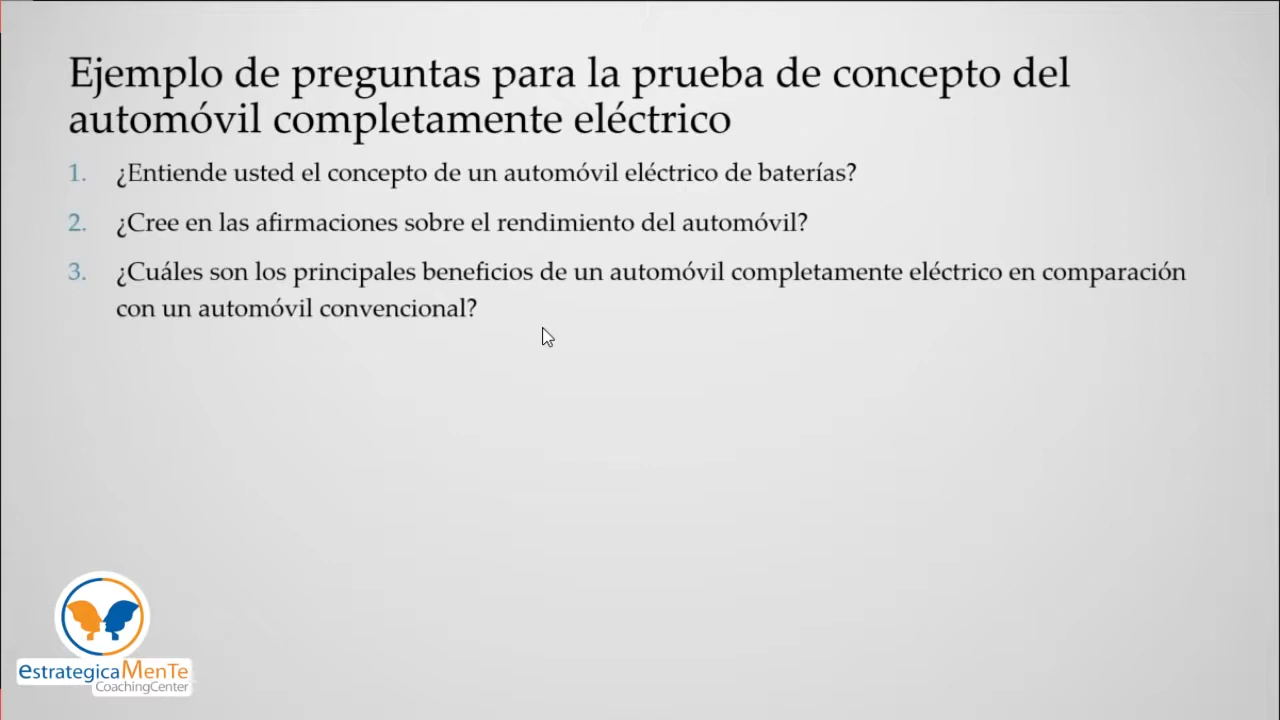 Ejemplo de preguntas para la prueba de concepto del
automóvil completamente eléctrico
1. ¿Entiende usted el concepto de un automóvil eléctrico de baterías?
2. ¿Cree en las afirmaciones sobre el rendimiento del automóvil?
3. ¿Cuáles son los principales beneficios de un automóvil completamente eléctrico en comparación
con un automóvil convencional?
estrategicaMenTe
CoachingCenter